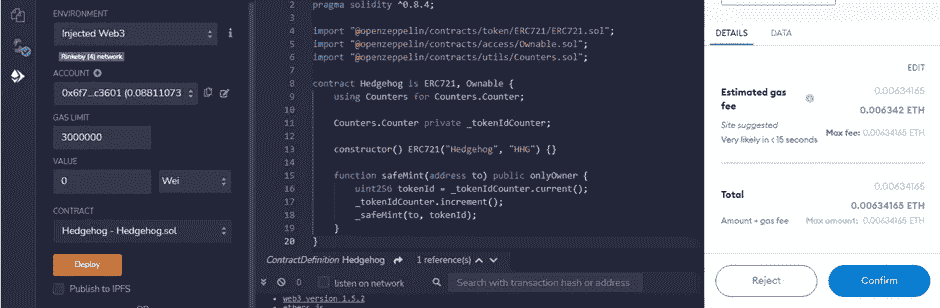 ENVIRONMENT
Injected Web3
Rinkeby (4) network
ACCOUNT
0x6f7...c3601 (0.08811073
GAS LIMIT
3000000
VALUE
0
Wei
CONTRACT
Hedgehog - Hedgehog.sol
Deploy
Publish to IPFS
OR
2 pragma solidity ^0.8.4;
3
4 import "@openzeppelin/contracts/token/ERC721/ERC721.sol";
5 import "@openzeppelin/contracts/access/Ownable.sol";
6 import "@openzeppelin/contracts/utils/Counters.sol";
7
8 contract Hedgehog is ERC721, Ownable {
9 using Counters for Counters.Counter;
10
11 Counters.Counter private _tokenIdCounter;
12
13 constructor() ERC721("Hedgehog", "HHG") {}
14
15 function safeMint(address to) public onlyOwner {
16 uint256 tokenId = _tokenIdCounter.current();
17 _tokenIdCounter.increment();
18 _safeMint(to, tokenId);
19 }
20 }
ContractDefinition Hedgehog 1 reference(s)
0 listen on network Search with transaction hash or address
web3 version 1.5.2
ethers.js
DETAILS DATA
EDIT
Estimated gas fee
0.00634165
0.006342 ETH
Site suggested
Very likely in < 15 seconds
Max fee: 0.00634165 ETH
Total
0.00634165
0.00634165 ETH
Amount + gas fee
Max amount: 0.00634165 ETH
Reject
Confirm